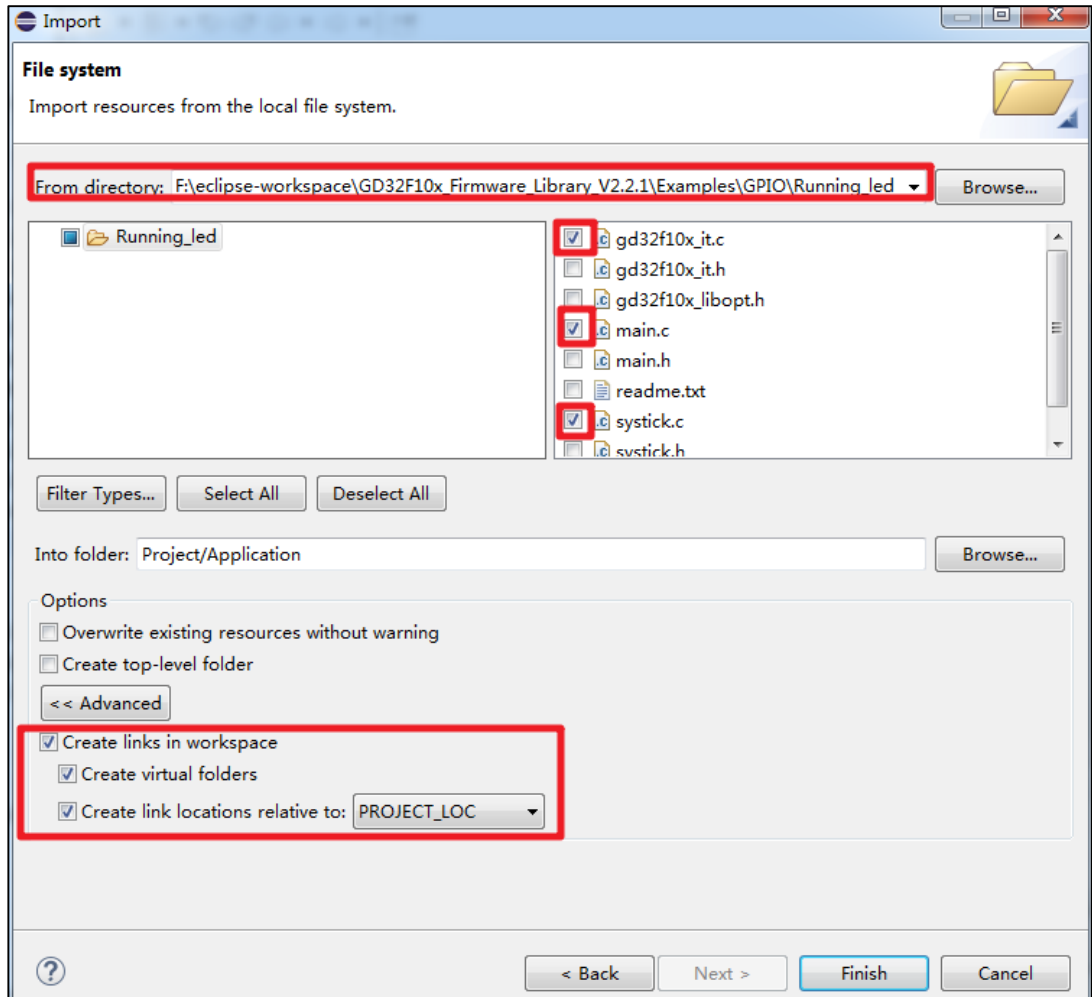 Import
File system
Import resources from the local file system.
From directory: F:\eclipse-workspace\GD32F10x_Firmware_Library_V2.2.1\Examples\GPIO\Running_led Browse...
Running_led
gd32f10x_it.c
gd32f10x_it.h
gd32f10x_libopt.h
main.c
main.h
readme.txt
systick.c
systick.h
Filter Types... Select All Deselect All
Into folder: Project/Application Browse...
Options
Overwrite existing resources without warning
Create top-level folder
<< Advanced
Create links in workspace
Create virtual folders
Create link locations relative to: PROJECT_LOC
< Back Next > Finish Cancel